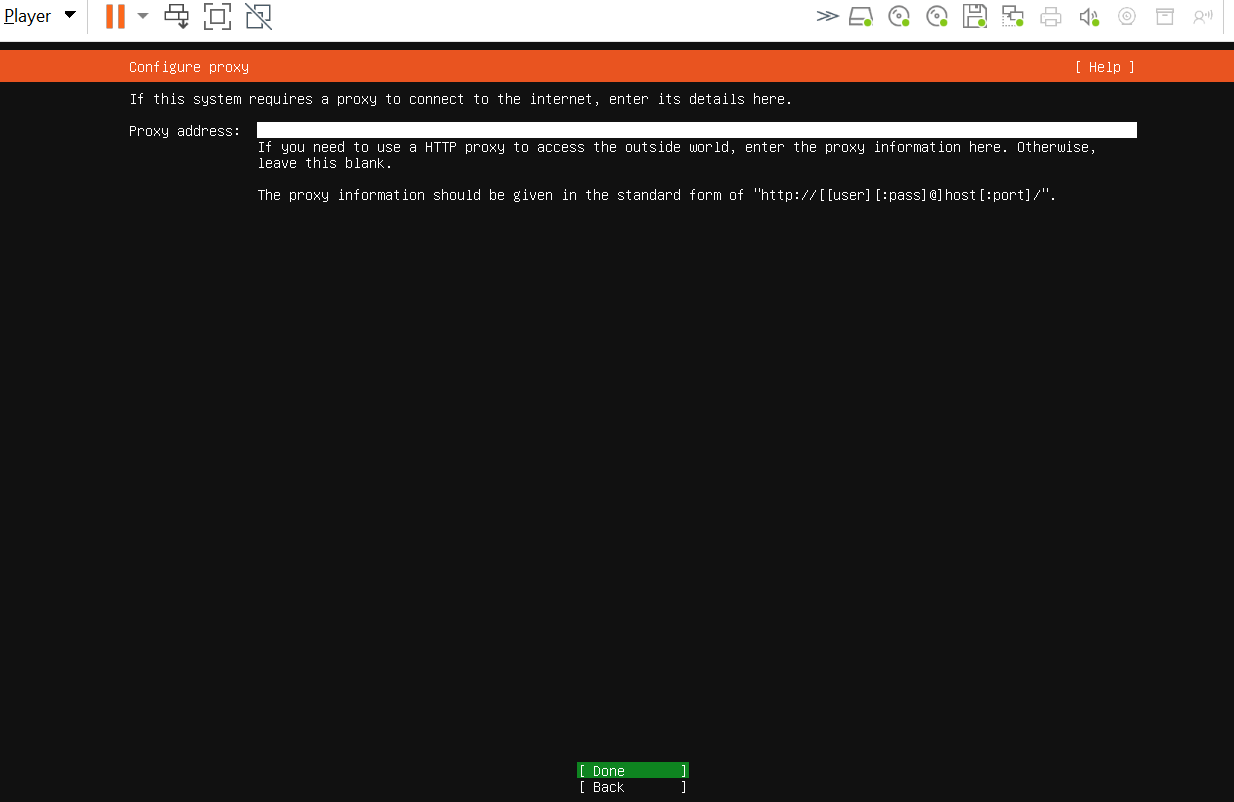 Player
Configure proxy [ Help ]
If this system requires a proxy to connect to the internet, enter its details here.
Proxy address:
If you need to use a HTTP proxy to access the outside world, enter the proxy information here. Otherwise,
leave this blank.
The proxy information should be given in the standard form of "http://[[user][:pass]@]host[:port]/".
[ Done ]
[ Back ]